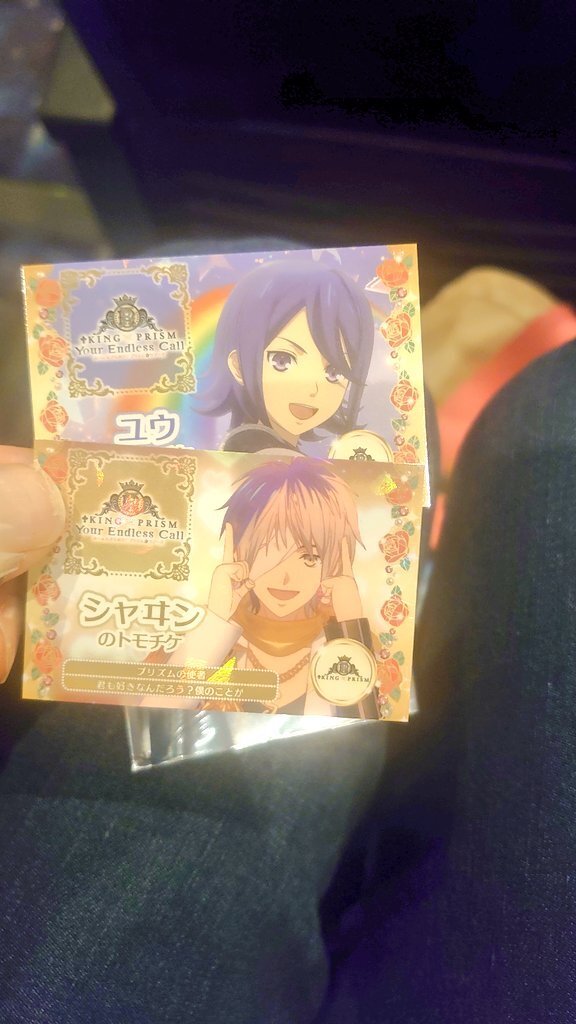 KING OF PRISM
Your Endless Call
ユウ
KING OF PRISM
Your Endless Call
シャヰン
のトモチケ
プリズムの使者
君も好きなんだろう？僕のことが
KING OF PRISM